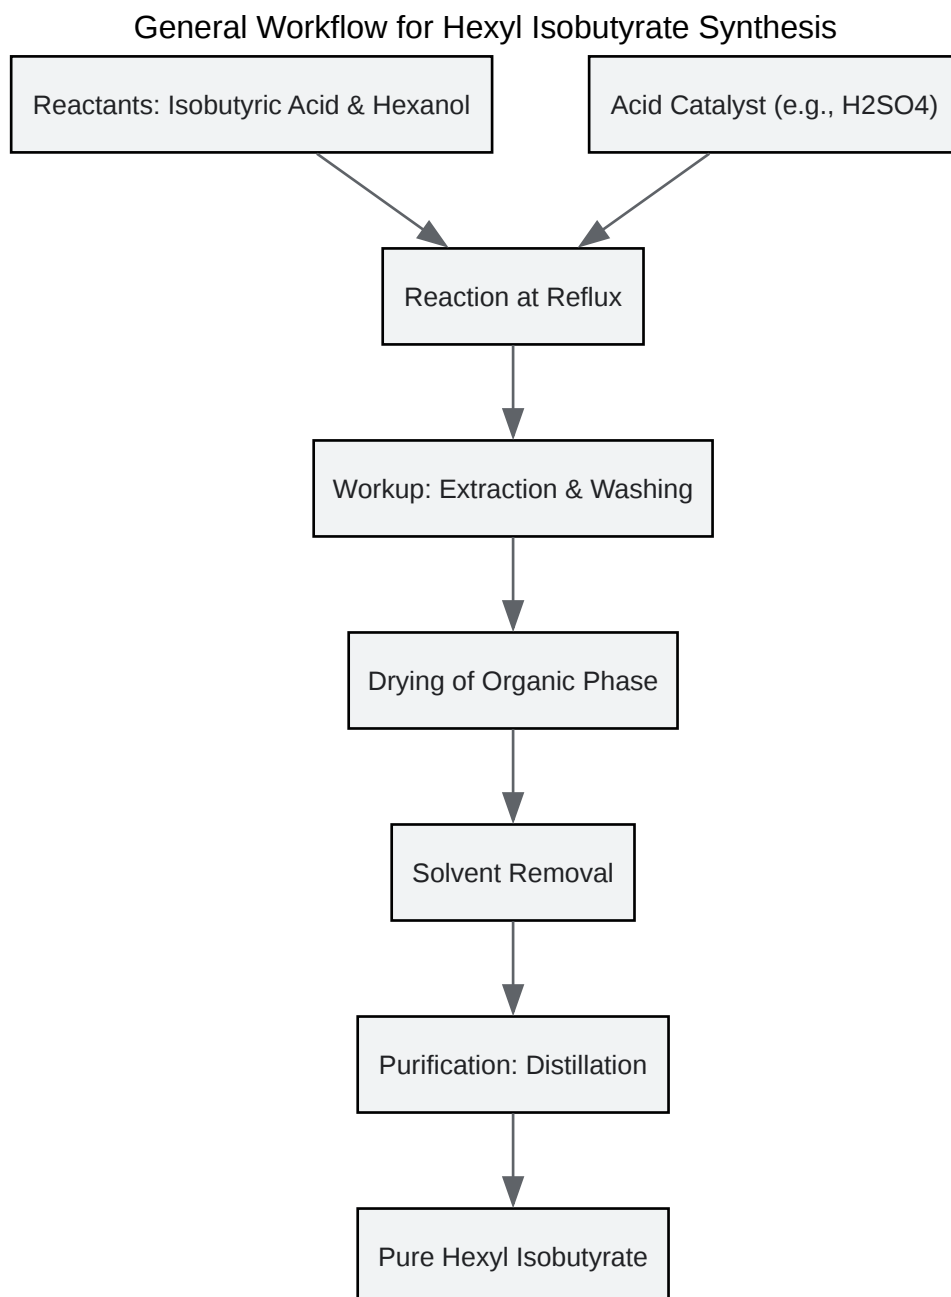 General Workflow for Hexyl Isobutyrate Synthesis
Reactants: Isobutyric Acid & Hexanol
Acid Catalyst (e.g., H2SO4)
Reaction at Reflux
Workup: Extraction & Washing
Drying of Organic Phase
Solvent Removal
Purification: Distillation
Pure Hexyl Isobutyrate